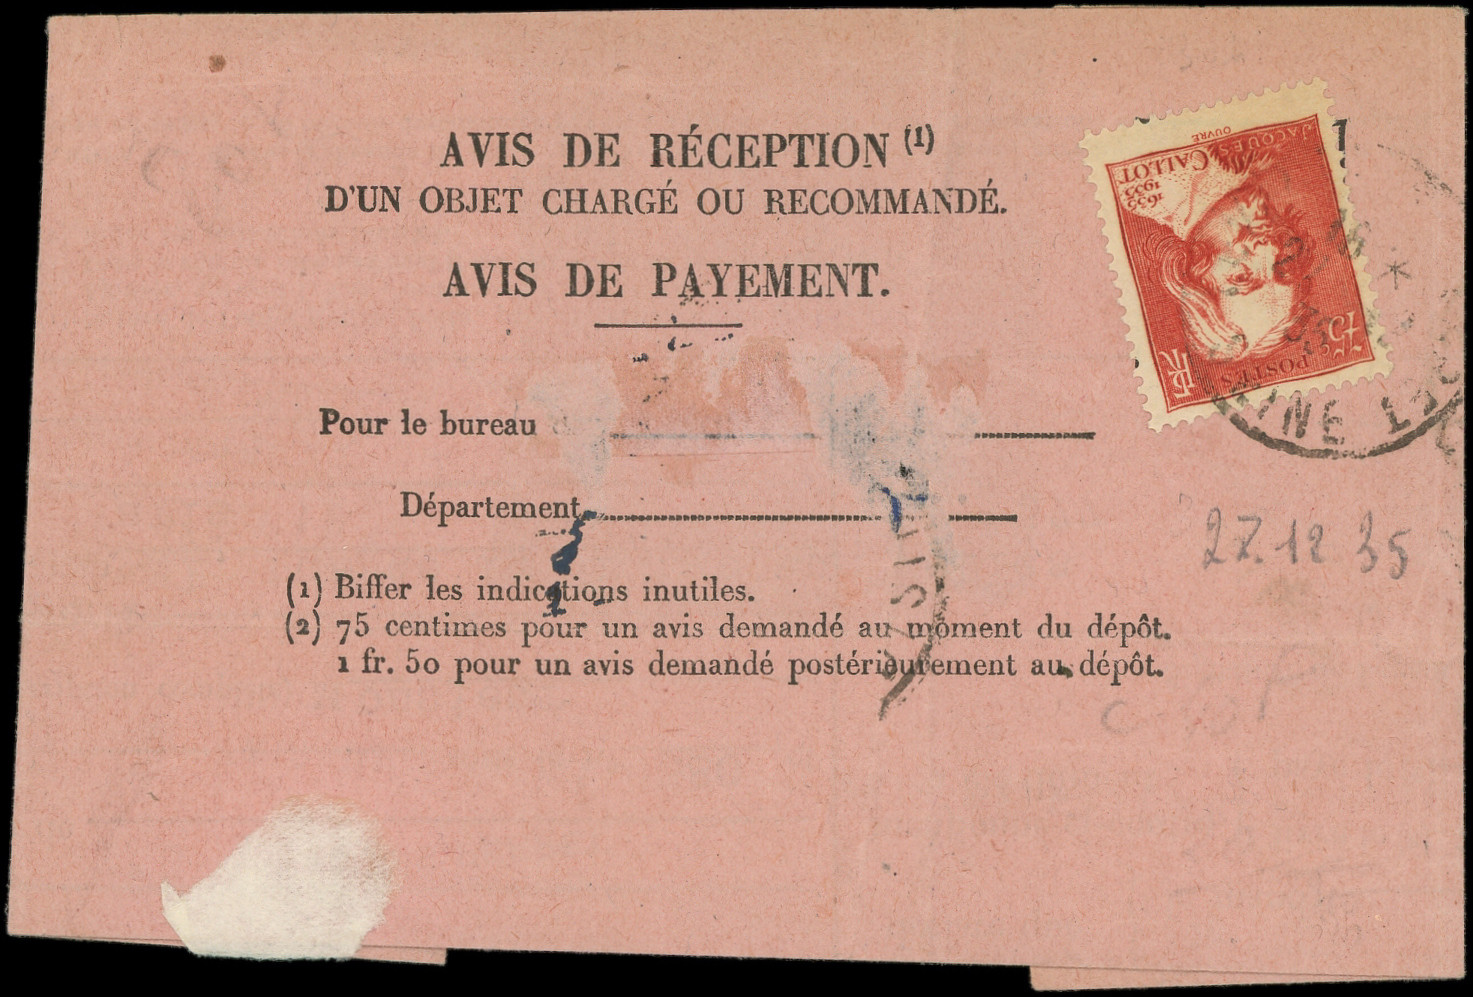 AVIS DE RÉCEPTION (1)
D'UN OBJET CHARGÉ OU RECOMMANDÉ.
AVIS DE PAYEMENT.
JACQUES
CALLOT
1635
1935
75c
POSTES
RF
Pour le bureau
Département
27.12 35
(1) Biffer les indications inutiles.
(2) 75 centimes pour un avis demandé au moment du dépôt.
1 fr. 50 pour un avis demandé postérieurement au dépôt.